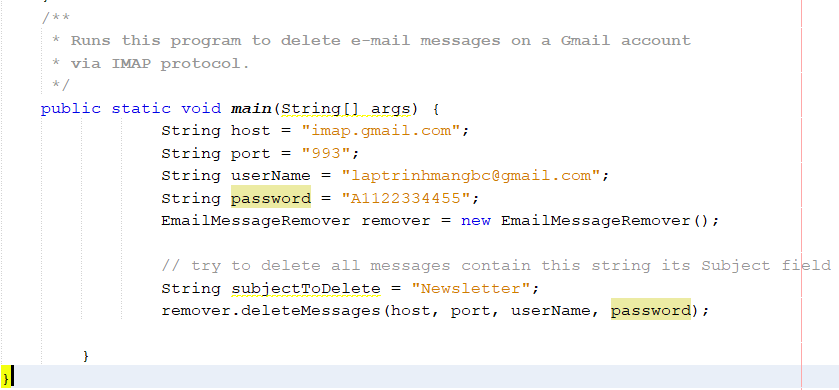 /**
* Runs this program to delete e-mail messages on a Gmail account
* via IMAP protocol.
*/
public static void main(String[] args) {
String host = "imap.gmail.com";
String port = "993";
String userName = "laptrinhmangbc@gmail.com";
String password = "A1122334455";
EmailMessageRemover remover = new EmailMessageRemover();
// try to delete all messages contain this string its Subject field
String subjectToDelete = "Newsletter";
remover.deleteMessages(host, port, userName, password);
}
}